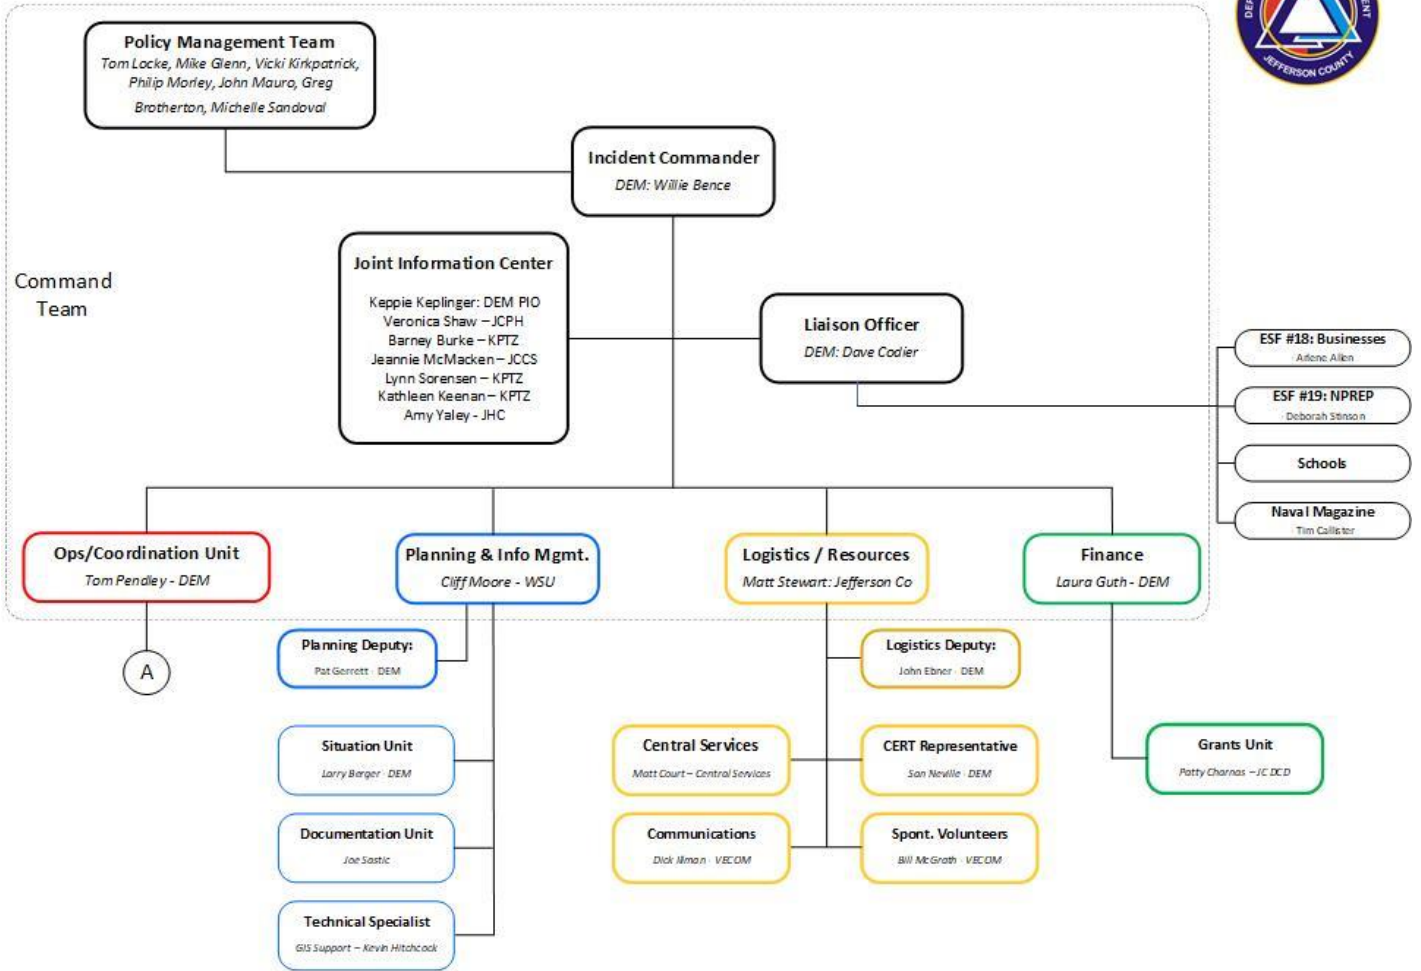 Policy Management Team
Tom Locke, Mike Glenn, Vicki Kirkpatrick,
Philip Morley, John Mauro, Greg
Brotherton, Michelle Sandoval
JEFFERSON COUNTY
Incident Commander
DEM: Willie Bence
Command
Team
Joint Information Center
Keppie Keplinger: DEM PIO
Veronica Shaw – JCPH
Barney Burke – KPTZ
Jeannie McMacken – JCCS
Lynn Sorensen – KPTZ
Kathleen Keenan – KPTZ
Amy Yaley - JHC
Liaison Officer
DEM: Dave Codier
ESF #18: Businesses
Arlene Allen
ESF #19: NPREP
Deborah Stinson
Schools
Naval Magazine
Tim Callister
Ops/Coordination Unit
Tom Pendley - DEM
Planning & Info Mgmt.
Cliff Moore - WSU
Logistics / Resources
Matt Stewart: Jefferson Co
Finance
Laura Guth - DEM
A
Planning Deputy:
Pat Gerrett - DEM
Logistics Deputy:
John Ebner - DEM
Situation Unit
Larry Berger - DEM
Central Services
Matt Court – Central Services
CERT Representative
San Neville - DEM
Grants Unit
Patty Charnas – JC DCD
Documentation Unit
Joe Sostic
Communications
Dick - VECOM
Spont. Volunteers
Bill McGrath - VECOM
Technical Specialist
GIS Support – Kevin Hitchcock